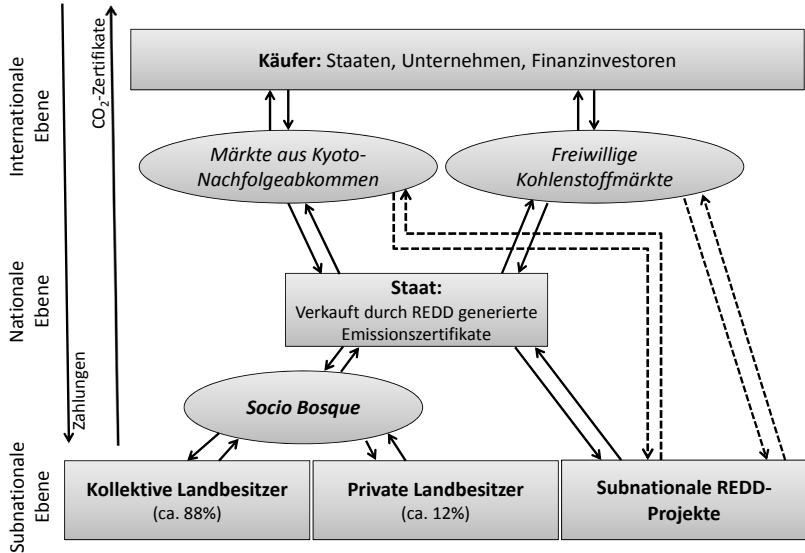 Internationale
Ebene
CO₂-Zertifikate
Käufer: Staaten, Unternehmen, Finanzinvestoren
Märkte aus Kyoto-
Nachfolgeabkommen
Freiwillige
Kohlenstoffmärkte
Nationale
Ebene
Staat:
Verkauft durch REDD generierte
Emissionszertifikate
Zahlungen
Socio Bosque
Subnationale
Ebene
Kollektive Landbesitzer
(ca. 88%)
Private Landbesitzer
(ca. 12%)
Subnationale REDD-
Projekte